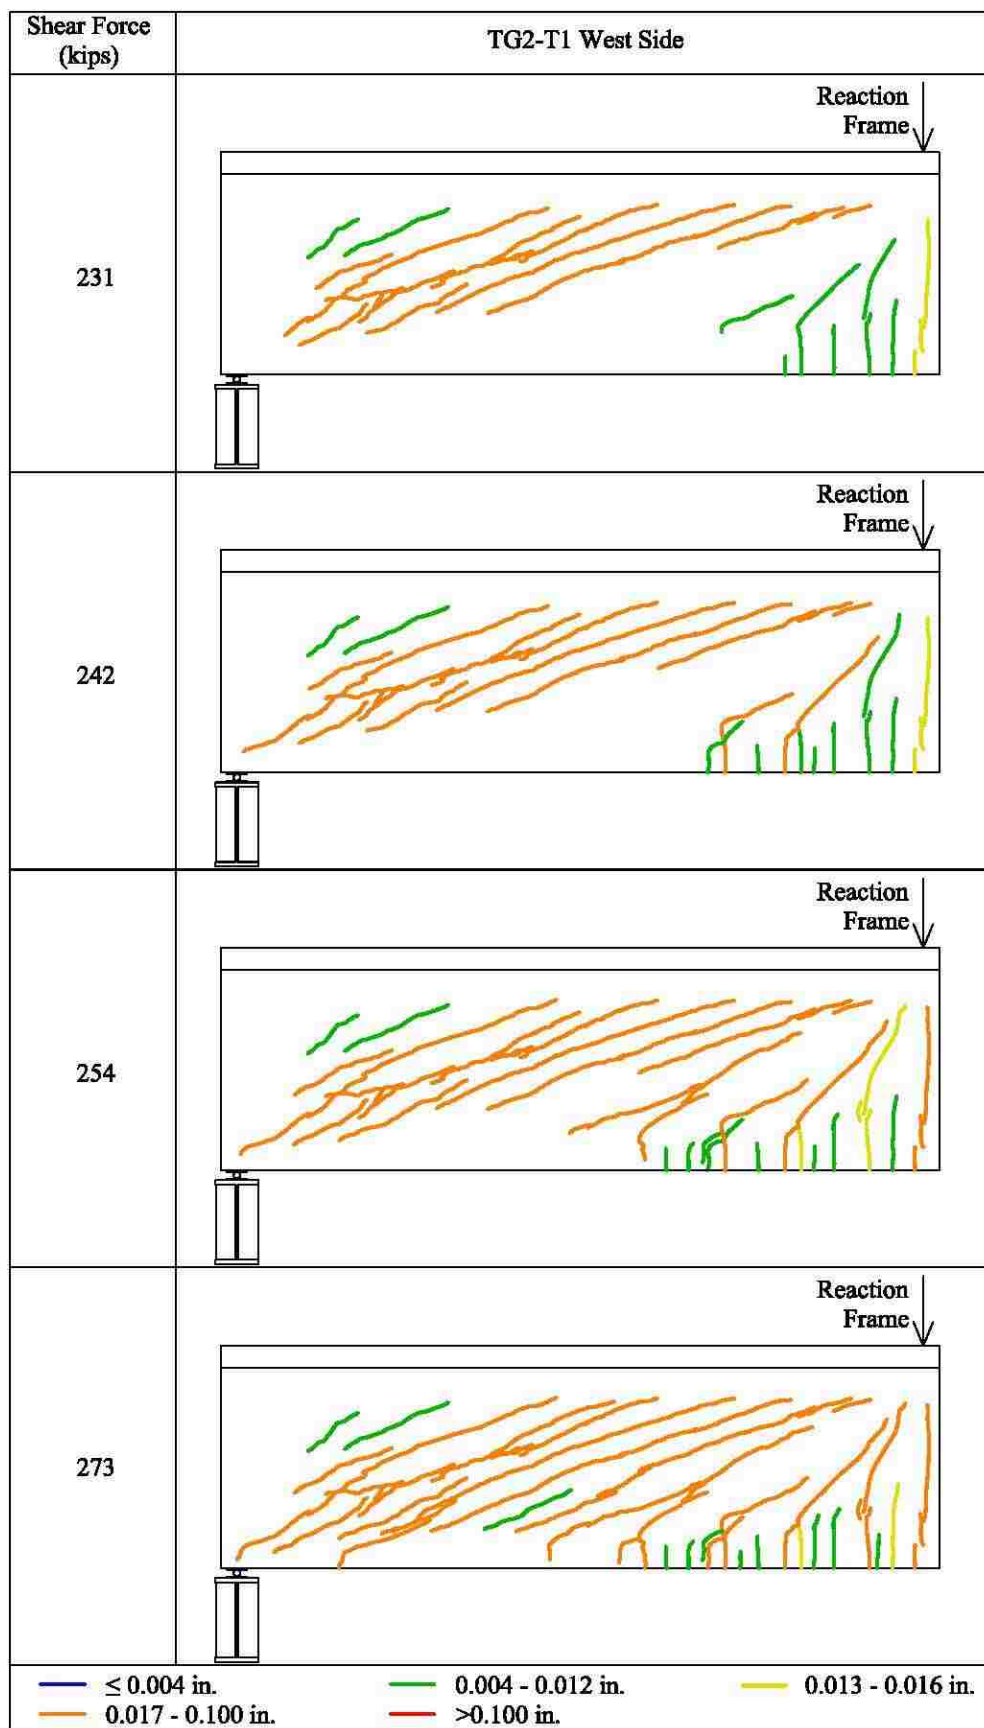 Shear Force
(kips)
TG2-T1 West Side
231
Reaction
Frame
242
Reaction
Frame
254
Reaction
Frame
273
Reaction
Frame
≤ 0.004 in.
0.004 - 0.012 in.
0.013 - 0.016 in.
0.017 - 0.100 in.
>0.100 in.